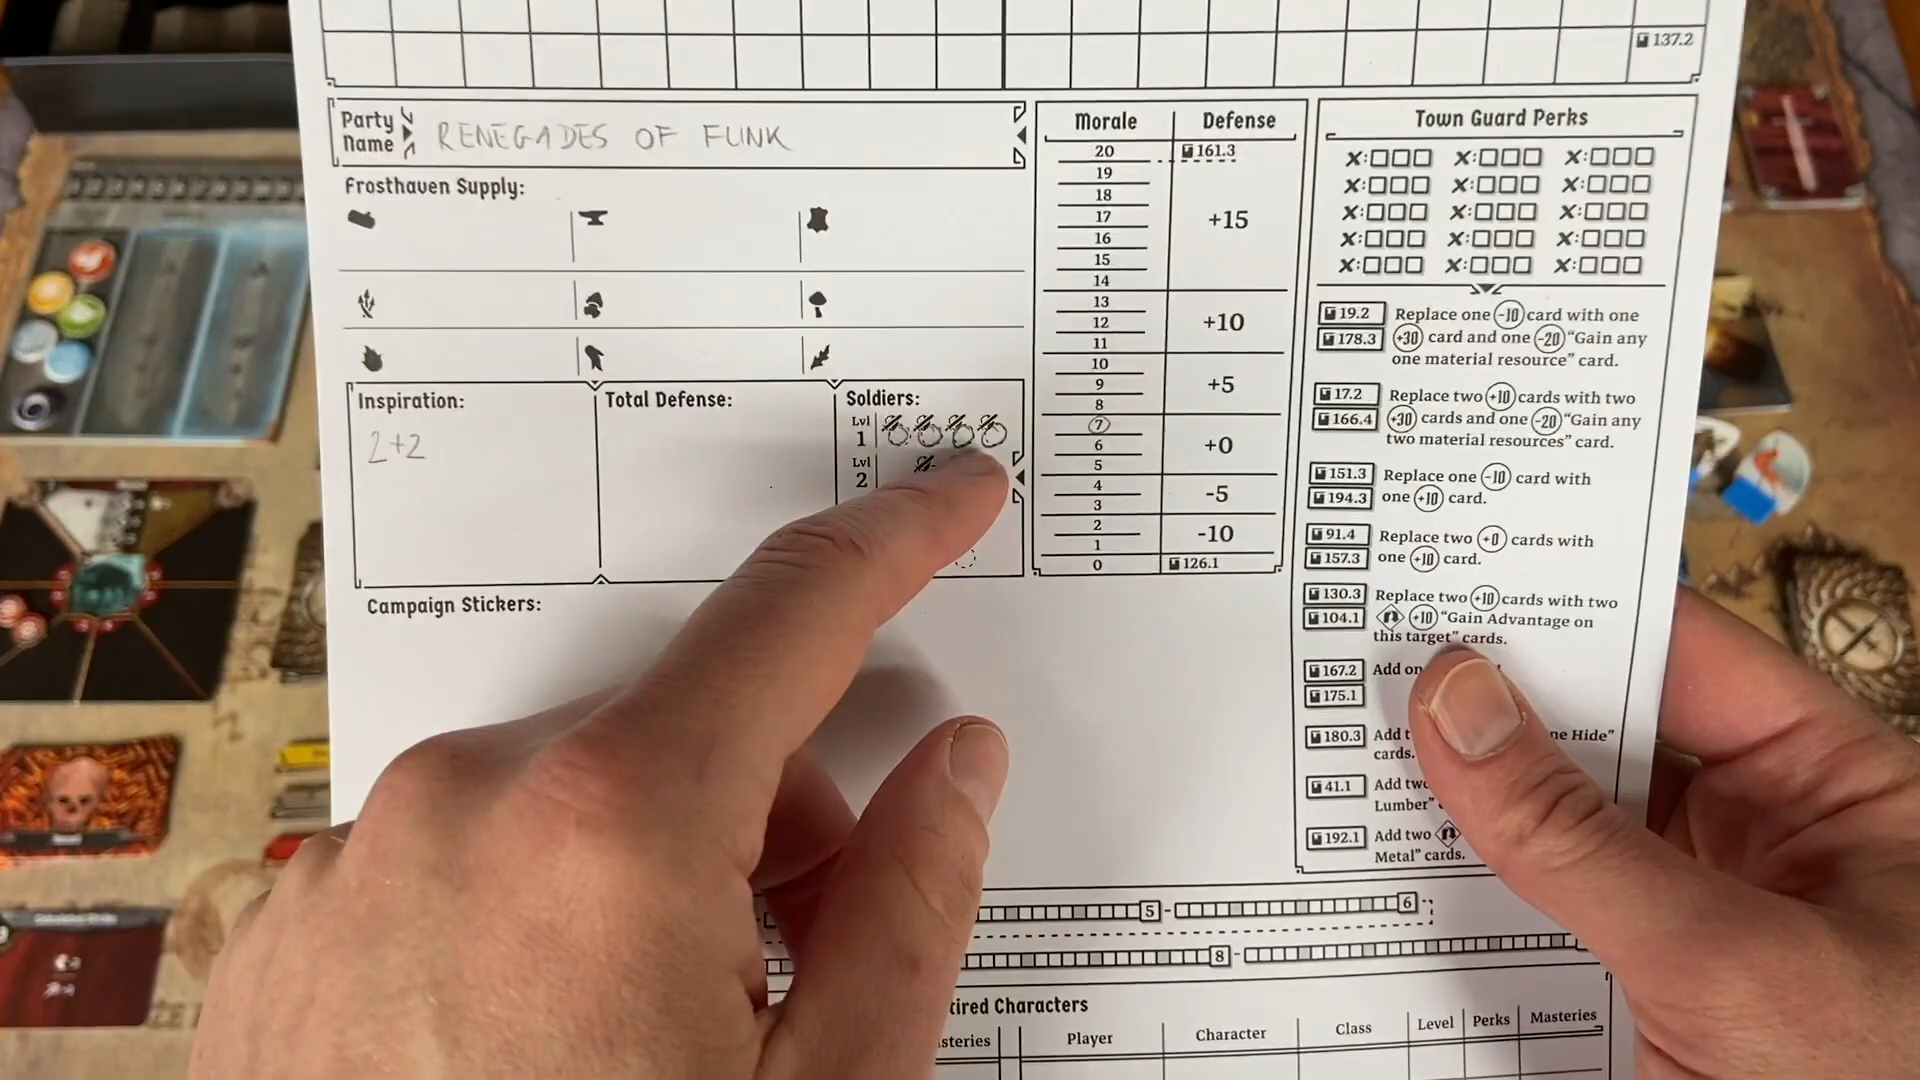 137.2
Party
Name
RENEGADES OF FUNK
Frosthaven Supply:
Inspiration:
2+2
Total Defense:
Soldiers:
Lvl
1
Lvl
2
Campaign Stickers:
Morale Defense
20 161.3
19
18
17 +15
16
15
14
13
12 +10
11
10
9 +5
8
7
6 +0
5
4 -5
3
2 -10
1
0 126.1
Town Guard Perks
X: X: X:
X: X: X:
X: X: X:
X: X: X:
X: X: X:
19.2 Replace one -10 card with one
178.3 +30 card and one -20 "Gain any
one material resource" card.
17.2 Replace two +10 cards with two
166.4 +30 cards and one -20 "Gain any
two material resources" card.
151.3 Replace one -10 card with
194.3 one +10 card.
91.4 Replace two +0 cards with
157.3 one +10 card.
130.3 Replace two +10 cards with two
104.1 +10 "Gain Advantage on
this target" cards.
167.2 Add
175.1
180.3 Add Hide"
cards.
41.1 Add
Lumber"
192.1 Add two
Metal" cards.
5 6
8
Characters
Player Character Class Level Perks Masteries